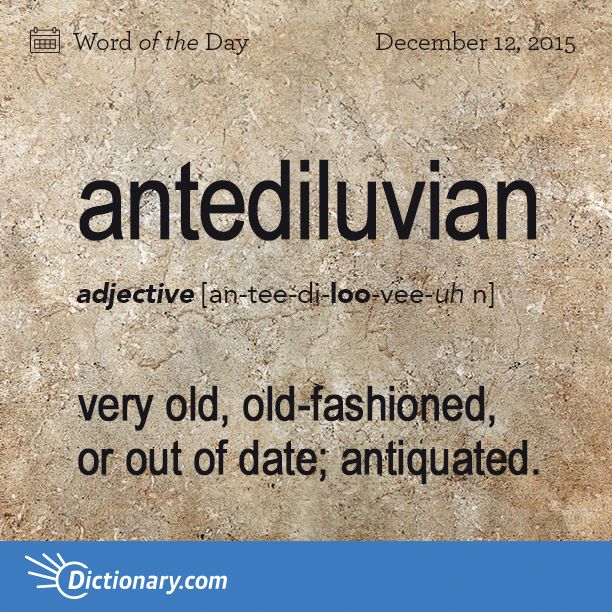 Word of the Day
December 12, 2015
antediluvian
adjective [an-tee-di-loo-vee-uh n]
very old, old-fashioned,
or out of date; antiquated.
Dictionary.com